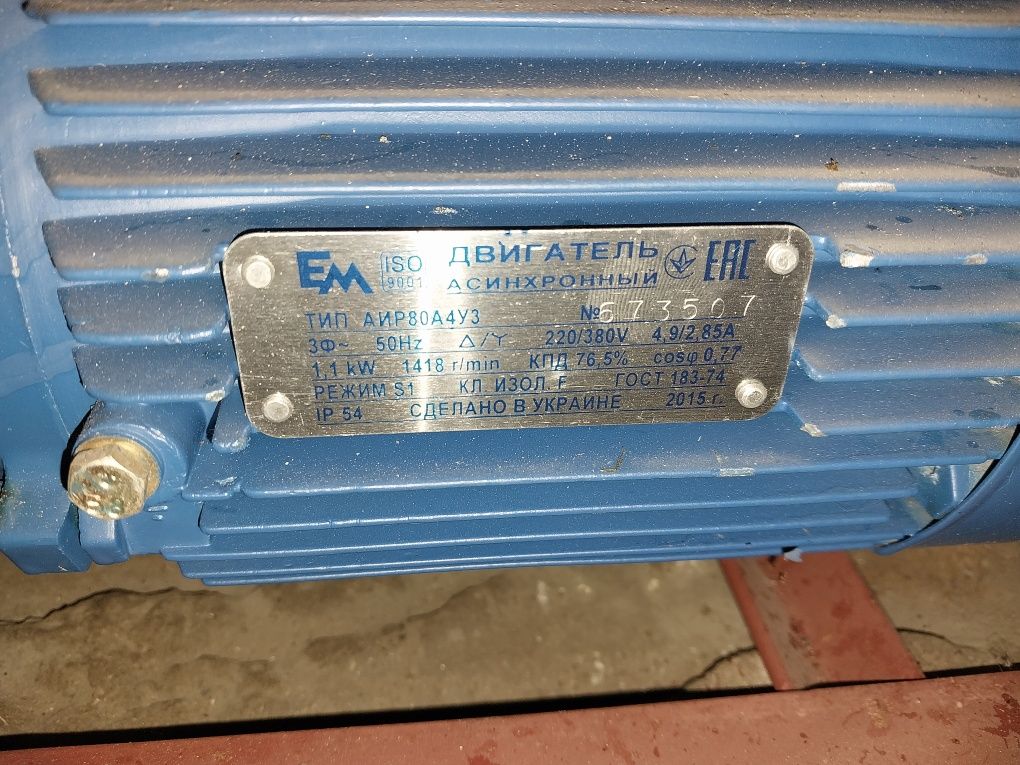 EM ISO 9001 ДВИГАТЕЛЬ АСИНХРОННЫЙ EAC
ТИП АИР80А4У3 №673507
3Ф~ 50Hz Δ/Y 220/380V 4,9/2,85A
1,1 kW 1418 r/min КПД 76,5% cosφ 0,77
РЕЖИМ S1 КЛ. ИЗОЛ. F ГОСТ 183-74
IP 54 СДЕЛАНО В УКРАИНЕ 2015 г.